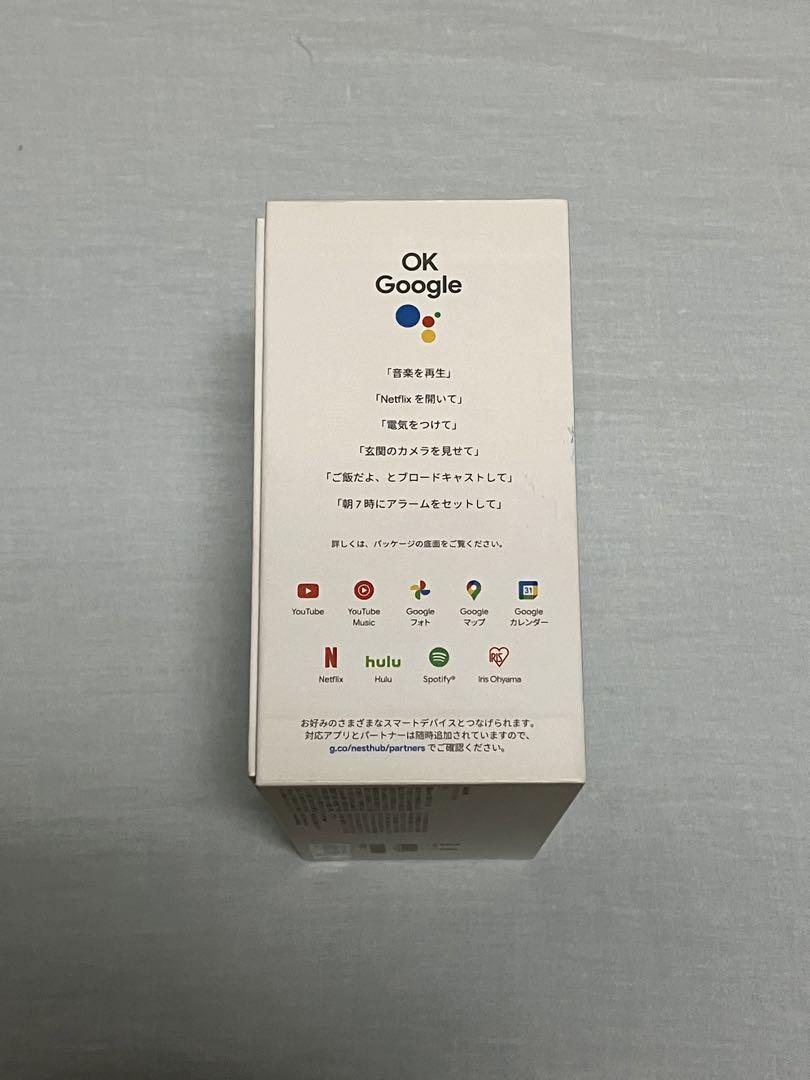 OK
Google
「音楽を再生」
「Netflix を開いて」
「電気をつけて」
「玄関のカメラを見せて」
「ご飯だよ、とブロードキャストして」
「朝7時にアラームをセットして」
詳しくは、パッケージの底面をご覧ください。
YouTube
YouTube Music
Google フォト
Google マップ
31
Google カレンダー
N
Netflix
hulu
Hulu
Spotify®
IRIS
Iris Ohyama
お好みのさまざまなスマートデバイスとつなげられます。
対応アプリとパートナーは随時追加されていますので、
g.co/nesthub/partners でご確認ください。